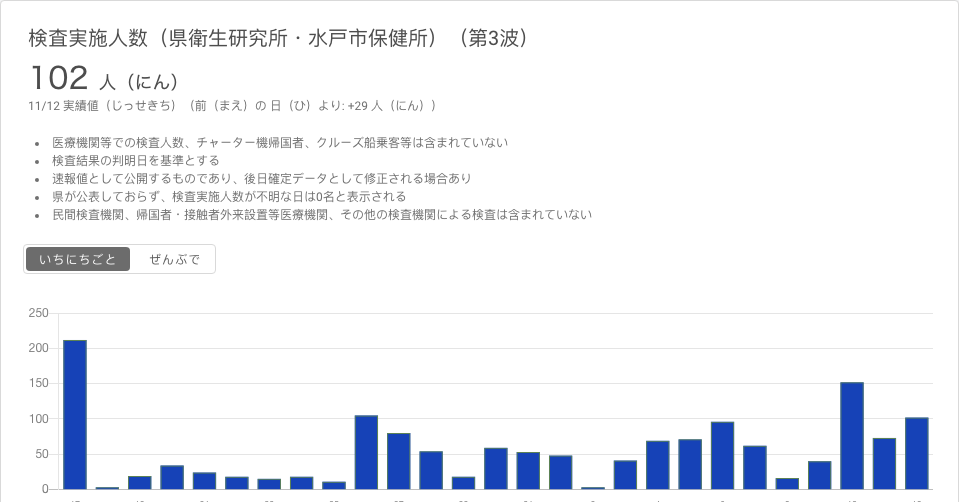 検査実施人数（県衛生研究所・水戸市保健所）（第3波）
102 人（にん）
11/12 実績値（じっせきち）（前（まえ）の 日（ひ）より: +29 人（にん））
医療機関等での検査人数、チャーター機帰国者、クルーズ船乗客等は含まれていない
検査結果の判明日を基準とする
速報値として公開するものであり、後日確定データとして修正される場合あり
県が公表しておらず、検査実施人数が不明な日は0名と表示される
民間検査機関、帰国者・接触者外来設置等医療機関、その他の検査機関による検査は含まれていない
いちにちごと ぜんぶで
250
200
150
100
50
0